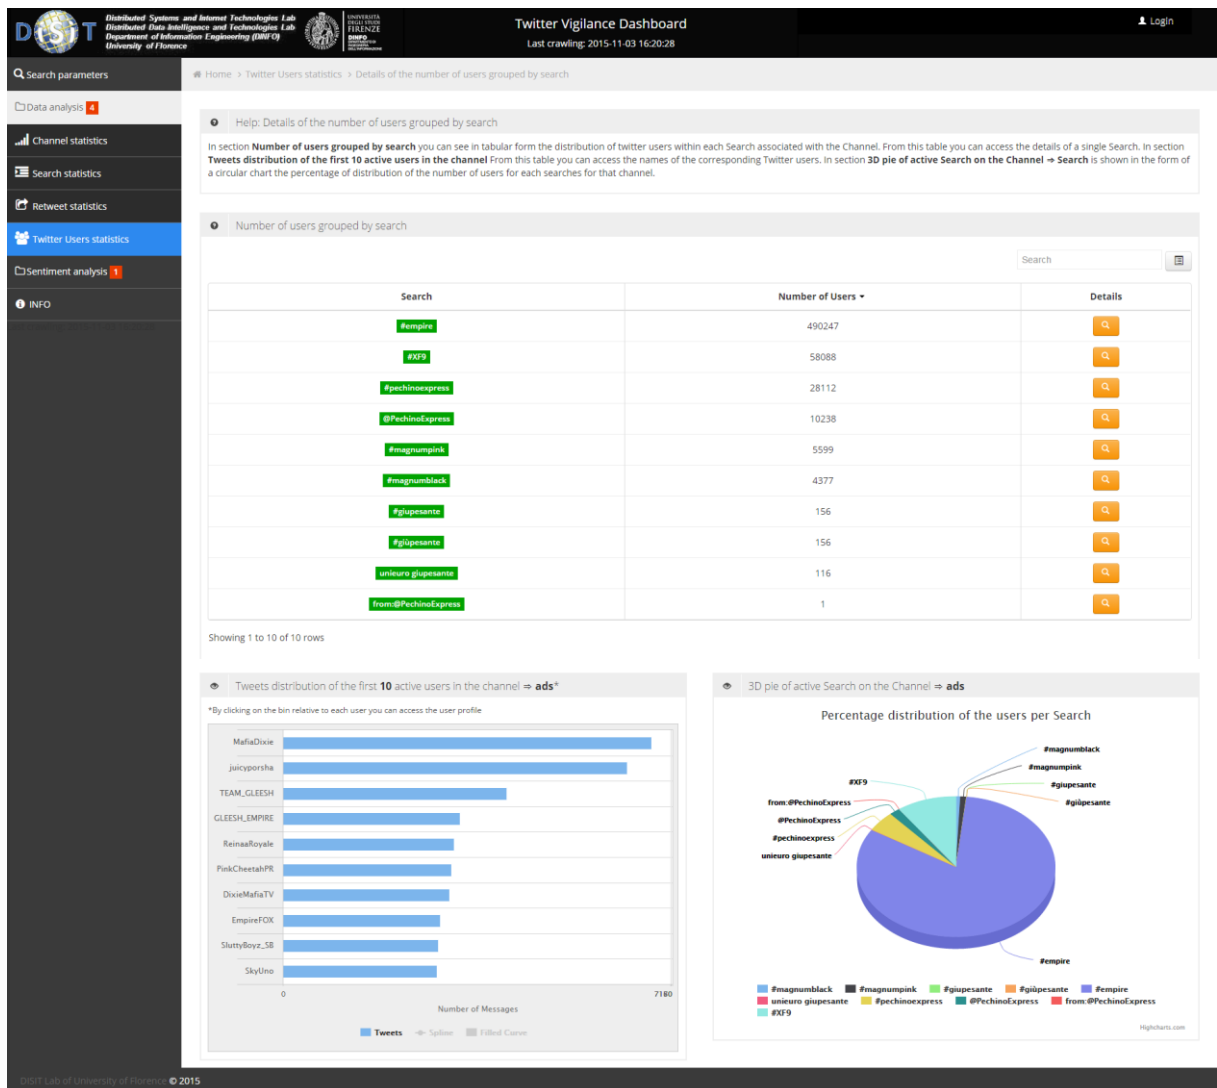 DISIT
Distributed Systems and Internet Technologies Lab
Distributed Data Intelligence and Technologies Lab
Department of Information Engineering (DINFO)
University of Florence
UNIVERSITÀ
DEGLI STUDI
FIRENZE
DINFO
Twitter Vigilance Dashboard
Last crawling: 2015-11-03 16:20:28
Login
Search parameters
Home > Twitter Users statistics > Details of the number of users grouped by search
Data analysis 4
Channel statistics
Search statistics
Retweet statistics
Twitter Users statistics
Sentiment analysis 1
INFO
Help: Details of the number of users grouped by search
In section Number of users grouped by search you can see in tabular form the distribution of twitter users within each Search associated with the Channel. From this table you can access the details of a single Search. In section
Tweets distribution of the first 10 active users in the channel From this table you can access the names of the corresponding Twitter users. In section 3D pie of active Search on the Channel ⇒ Search is shown in the form of
a circular chart the percentage of distribution of the number of users for each searches for that channel.
Number of users grouped by search
Search
Search Number of Users Details
#empire 490247
#XF9 58088
#pechinoexpress 28112
@PechinoExpress 10238
#magnumpink 5599
#magnumblack 4377
#giupesante 156
#giùpesante 156
unieuro giupesante 116
from:@PechinoExpress 1
Showing 1 to 10 of 10 rows
Tweets distribution of the first 10 active users in the channel ⇒ ads*
*By clicking on the bin relative to each user you can access the user profile
MafiaDixie
juicyporsha
TEAM_GLEESH
GLEESH_EMPIRE
ReinaaRoyale
PinkCheetahPR
DixieMafiaTV
EmpireFOX
SluttyBoyz_SB
SkyUno
0 7180
Number of Messages
Tweets Spline Filled Curve
3D pie of active Search on the Channel ⇒ ads
Percentage distribution of the users per Search
#magnumblack
#magnumpink
#giupesante
#giùpesante
#XF9
from:@PechinoExpress
@PechinoExpress
#pechinoexpress
unieuro giupesante
#empire
#magnumblack #magnumpink #giupesante #giùpesante #empire
unieuro giupesante #pechinoexpress @PechinoExpress from:@PechinoExpress
#XF9
Highcharts.com
DISIT Lab of University of Florence © 2015